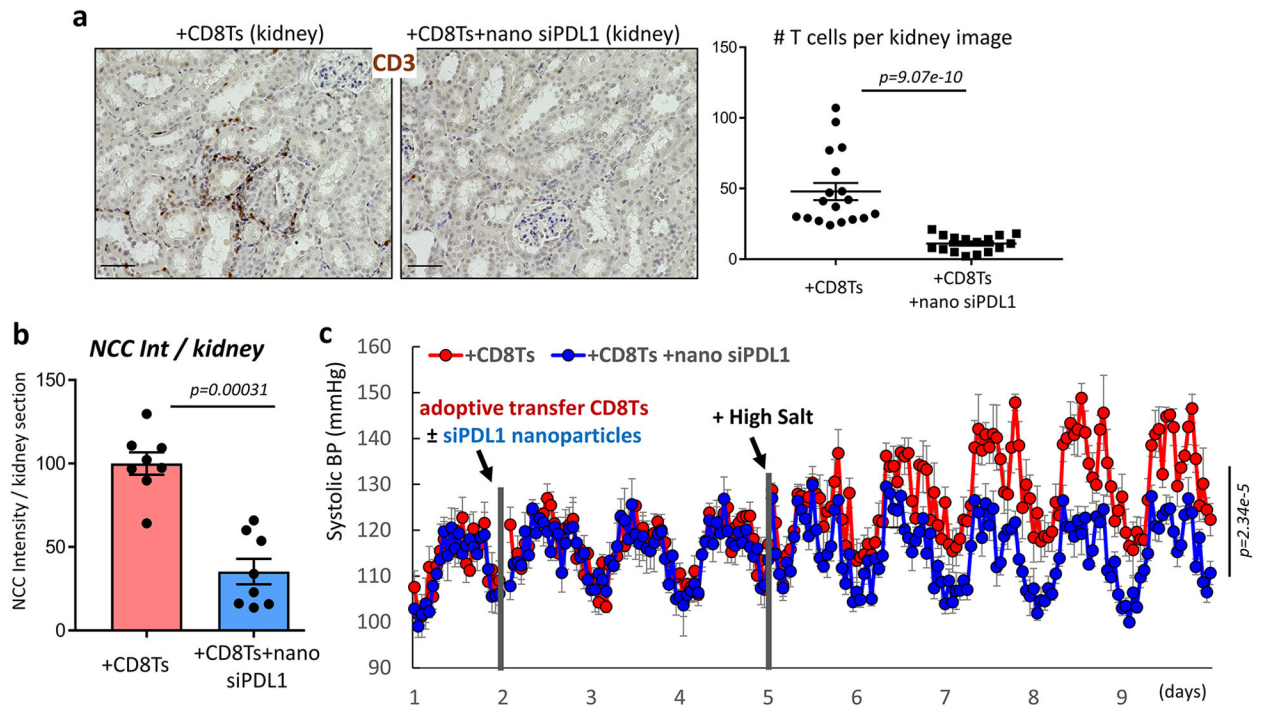 a
+CD8Ts (kidney)
+CD8Ts+nano siPDL1 (kidney)
CD3
# T cells per kidney image
p=9.07e-10
150
100
50
0
+CD8Ts
+CD8Ts
+nano siPDL1
b
NCC Int / kidney
p=0.00031
NCC Intensity / kidney section
150
100
50
0
+CD8Ts
+CD8Ts+nano
siPDL1
c
Systolic BP (mmHg)
160
150
140
130
120
110
100
90
+CD8Ts
+CD8Ts +nano siPDL1
adoptive transfer CD8Ts
± siPDL1 nanoparticles
+ High Salt
p=2.34e-5
1 2 3 4 5 6 7 8 9 (days)